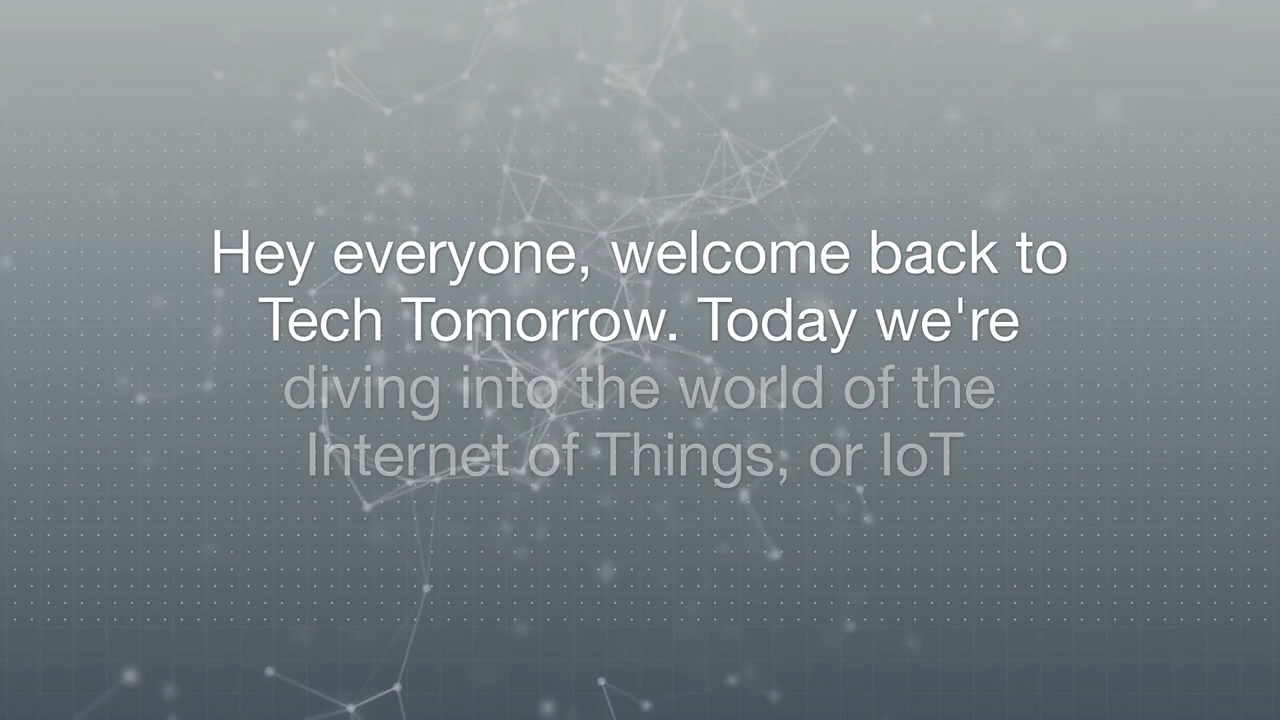 Hey everyone, welcome back to
Tech Tomorrow. Today we're
diving into the world of the
Internet of Things, or IoT